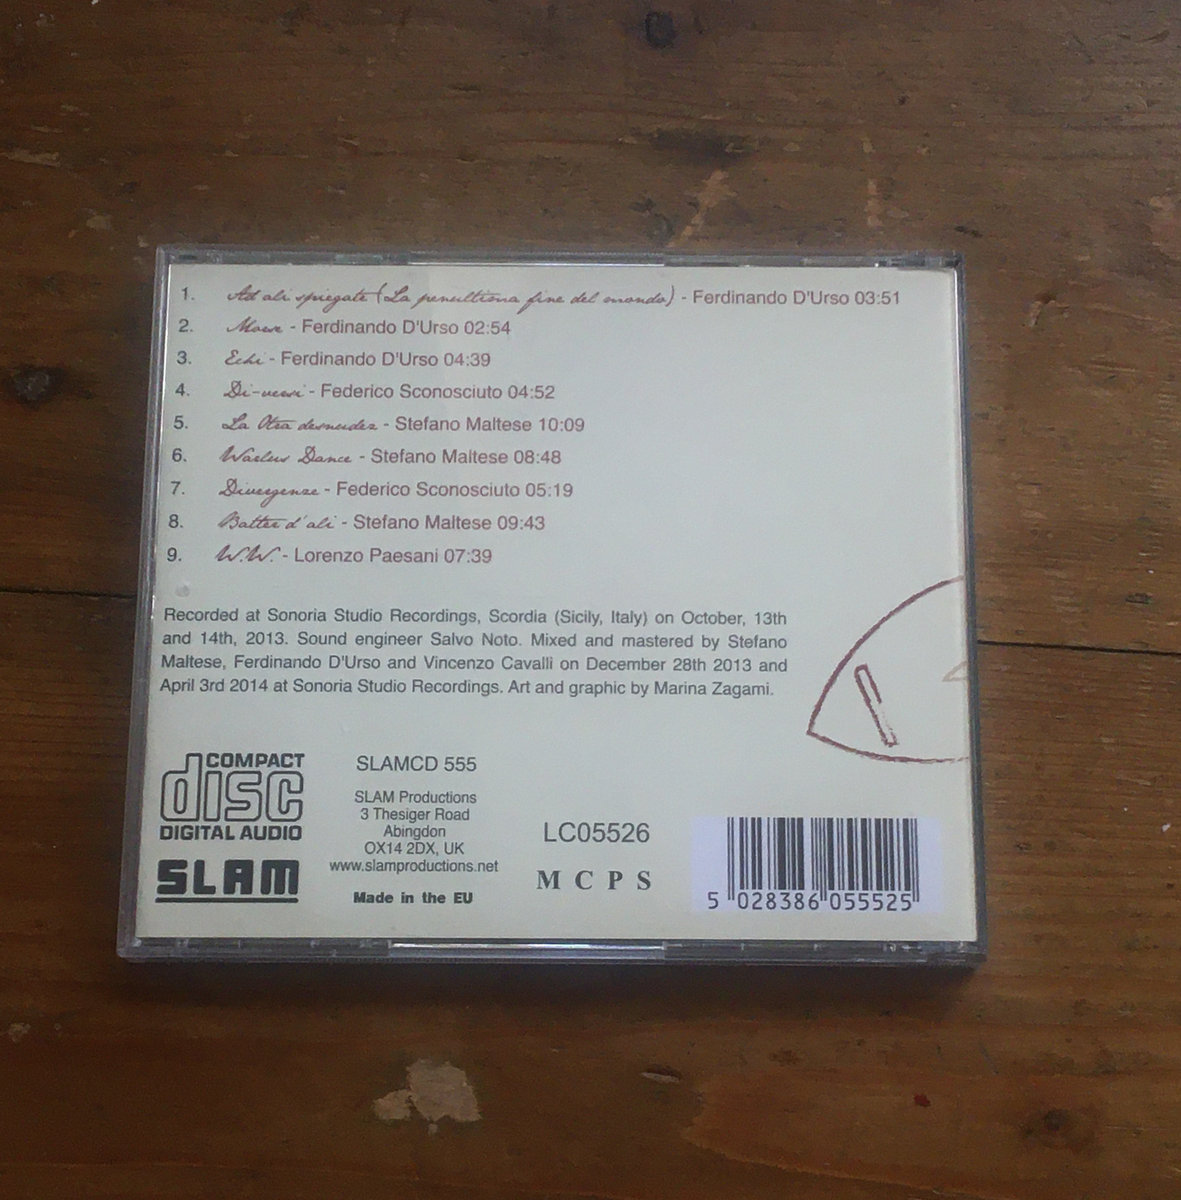 1. Ad ali spiegate (La penultima fine del mondo) - Ferdinando D'Urso 03:51
2. - Ferdinando D'Urso 02:54
3. Echi - Ferdinando D'Urso 04:39
4. Di-versi - Federico Sconosciuto 04:52
5. La Otra desnudez - Stefano Maltese 10:09
6. Dance - Stefano Maltese 08:48
7. Divergenze - Federico Sconosciuto 05:19
8. Batter d'ali - Stefano Maltese 09:43
9. W.W. - Lorenzo Paesani 07:39
Recorded at Sonoria Studio Recordings, Scordia (Sicily, Italy) on October, 13th
and 14th, 2013. Sound engineer Salvo Noto. Mixed and mastered by Stefano
Maltese, Ferdinando D'Urso and Vincenzo Cavalli on December 28th 2013 and
April 3rd 2014 at Sonoria Studio Recordings. Art and graphic by Marina Zagami.
COMPACT
disc
DIGITAL AUDIO
SLAM
SLAMCD 555
SLAM Productions
3 Thesiger Road
Abingdon
OX14 2DX, UK
www.slamproductions.net
Made in the EU
LC05526
M C P S
5 028386 055525